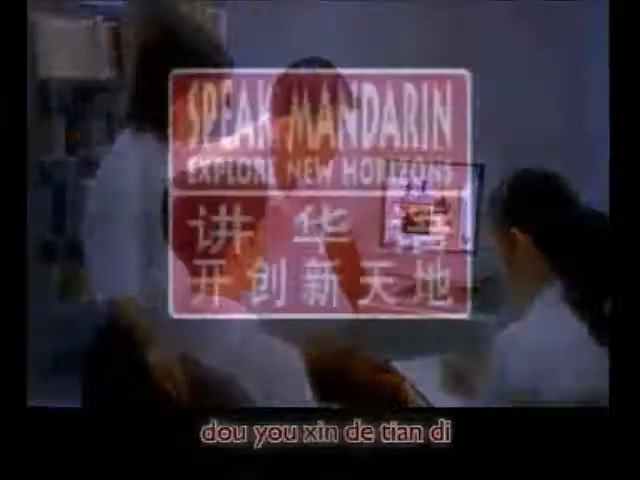 SPEAK MANDARIN
EXPLORE NEW HORIZONS
讲华语
开创新天地
dou you xin de tian di